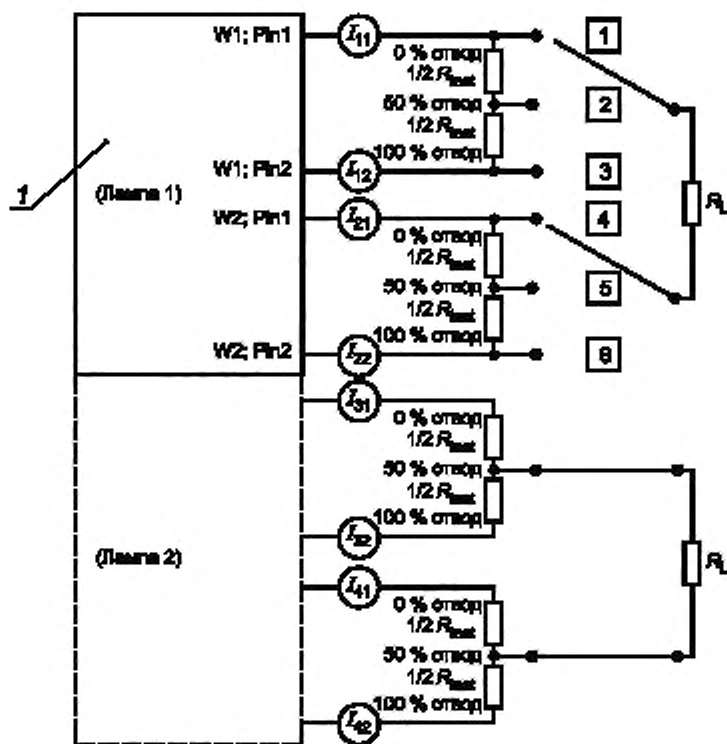 W1; Pin1
I11
1
0 % отвод
1/2 Rtest
2
50 % отвод
1/2 Rtest
100 % отвод
1
(Лампа 1)
W1; Pin2
I12
3
RL
W2; Pin1
I21
4
0 % отвод
1/2 Rtest
50 % отвод
5
1/2 Rtest
100 % отвод
W2; Pin2
I22
6
I31
0 % отвод
1/2 Rtest
50 % отвод
1/2 Rtest
100 % отвод
(Лампа 2)
I32
RL
I41
0 % отвод
1/2 Rtest
50 % отвод
1/2 Rtest
100 % отвод
I42